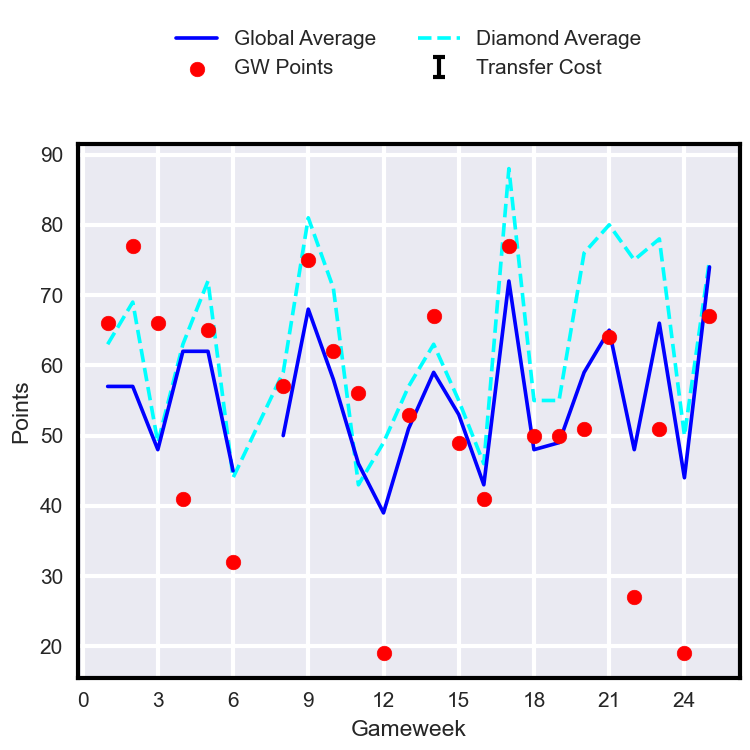 Global Average
Diamond Average
GW Points
Transfer Cost
90
80
70
60
50
40
30
20
Points
0 3 6 9 12 15 18 21 24
Gameweek